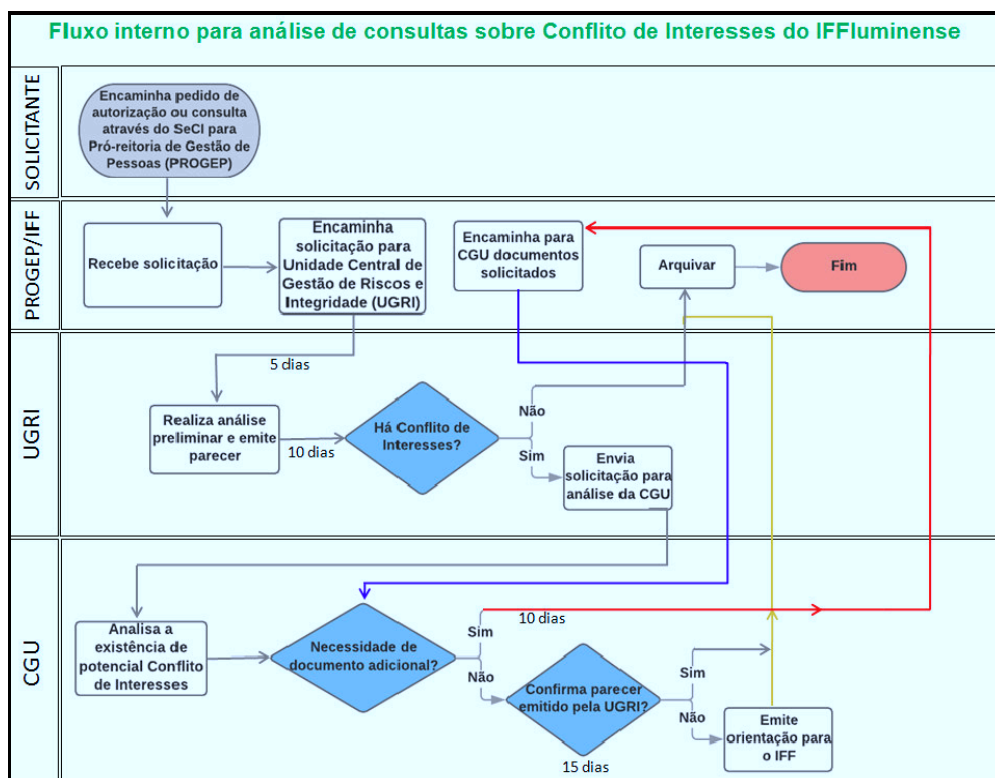 Fluxo interno para análise de consultas sobre Conflito de Interesses do IFFluminense
SOLICITANTE
Encaminha pedido de
autorização ou consulta
através do SeCI para
Pró-reitoria de Gestão de
Pessoas (PROGEP)
PROGEP/IFF
Recebe solicitação
Encaminha
solicitação para
Unidade Central de
Gestão de Riscos e
Integridade (UGRI)
Encaminha para
CGU documentos
solicitados
Arquivar
Fim
UGRI
5 dias
Realiza análise
preliminar e emite
parecer
10 dias
Há Conflito de
Interesses?
Não
Sim
Envia
solicitação para
análise da CGU
CGU
Analisa a
existência de
potencial Conflito
de Interesses
Necessidade de
documento adicional?
Sim
10 dias
Não
Confirma parecer
emitido pela UGRI?
15 dias
Sim
Não
Emite
orientação para
o IFF